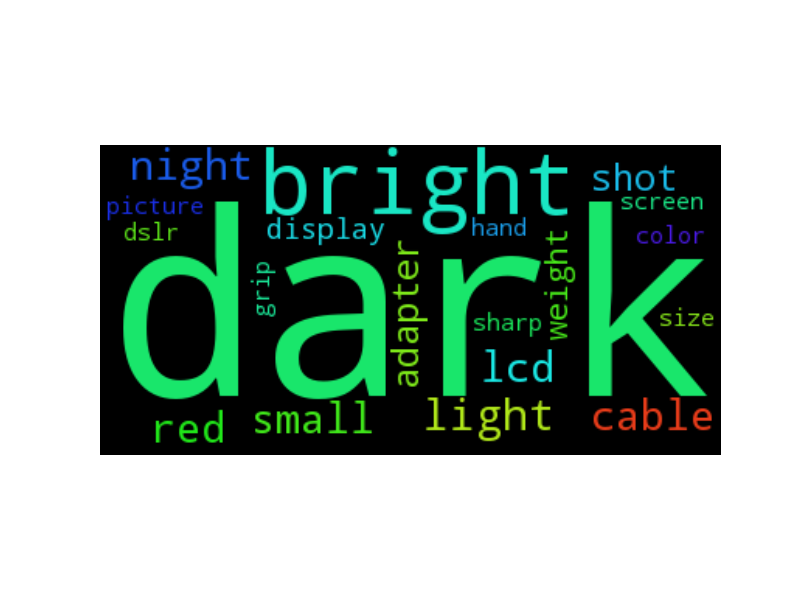 night
bright
shot
picture
screen
dslr
display
hand
color
dark
grip
adapter
weight
sharp
size
lcd
red
small
light
cable